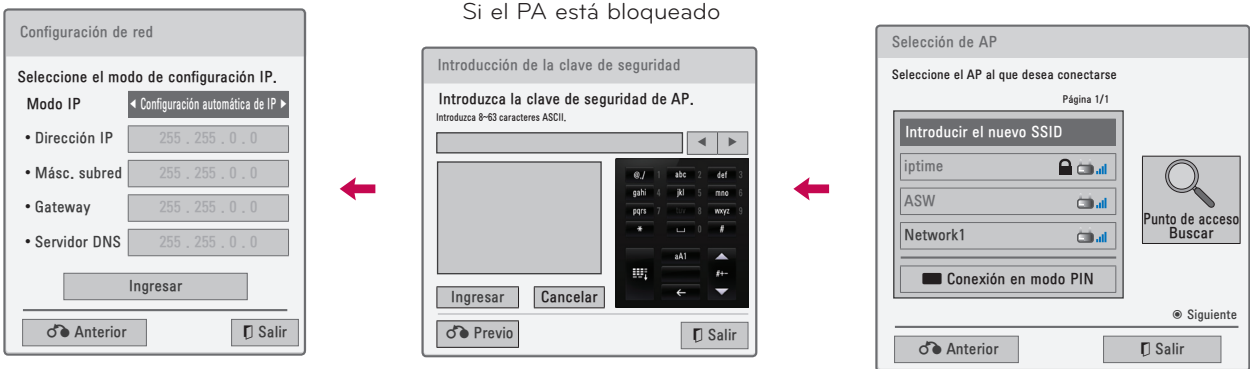 Configuración de red
Seleccione el modo de configuración IP.
Modo IP
◀ Configuración automática de IP ▶
• Dirección IP
255 . 255 . 0 . 0
• Másc. subred
255 . 255 . 0 . 0
• Gateway
255 . 255 . 0 . 0
• Servidor DNS
255 . 255 . 0 . 0
Ingresar
Anterior
Salir
Si el PA está bloqueado
Introducción de la clave de seguridad
Introduzca la clave de seguridad de AP.
Introduzca 8~63 caracteres ASCII.
@./ 1 abc 2 def 3
gahi 4 jkl 5 mno 6
pqrs 7 tuv 8 wxyz 9
* 0 #
aA1
#+-
Ingresar
Cancelar
Previo
Salir
Selección de AP
Seleccione el AP al que desea conectarse
Página 1/1
Introducir el nuevo SSID
iptime
ASW
Network1
Conexión en modo PIN
Punto de acceso
Buscar
Siguiente
Anterior
Salir